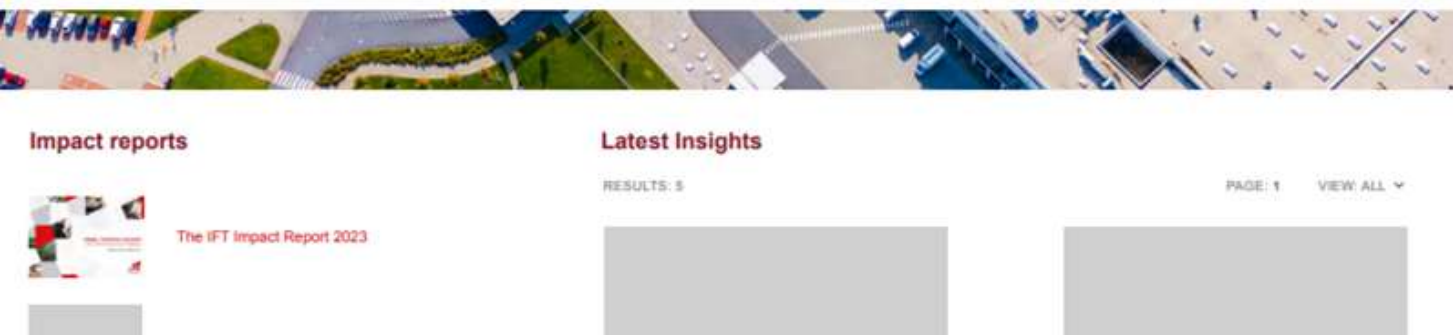 Impact reports
Latest Insights
RESULTS: 5
PAGE: 1
VIEW: ALL
The IFT Impact Report 2023